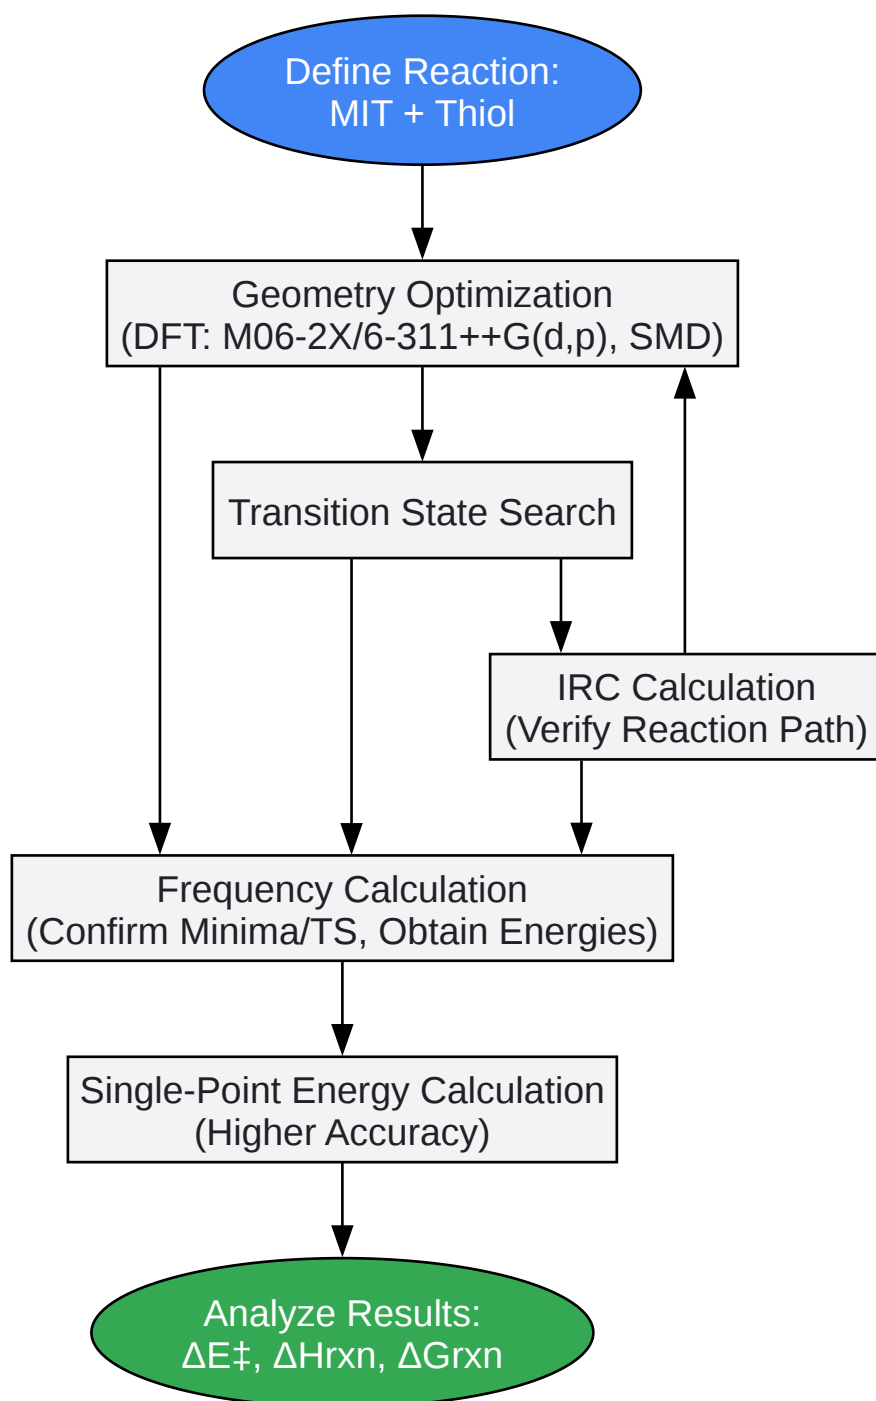 Define Reaction:
MIT + Thiol
Geometry Optimization
(DFT: M06-2X/6-311++G(d,p), SMD)
Transition State Search
IRC Calculation
(Verify Reaction Path)
Frequency Calculation
(Confirm Minima/TS, Obtain Energies)
Single-Point Energy Calculation
(Higher Accuracy)
Analyze Results:
ΔE‡, ΔHrxn, ΔGrxn